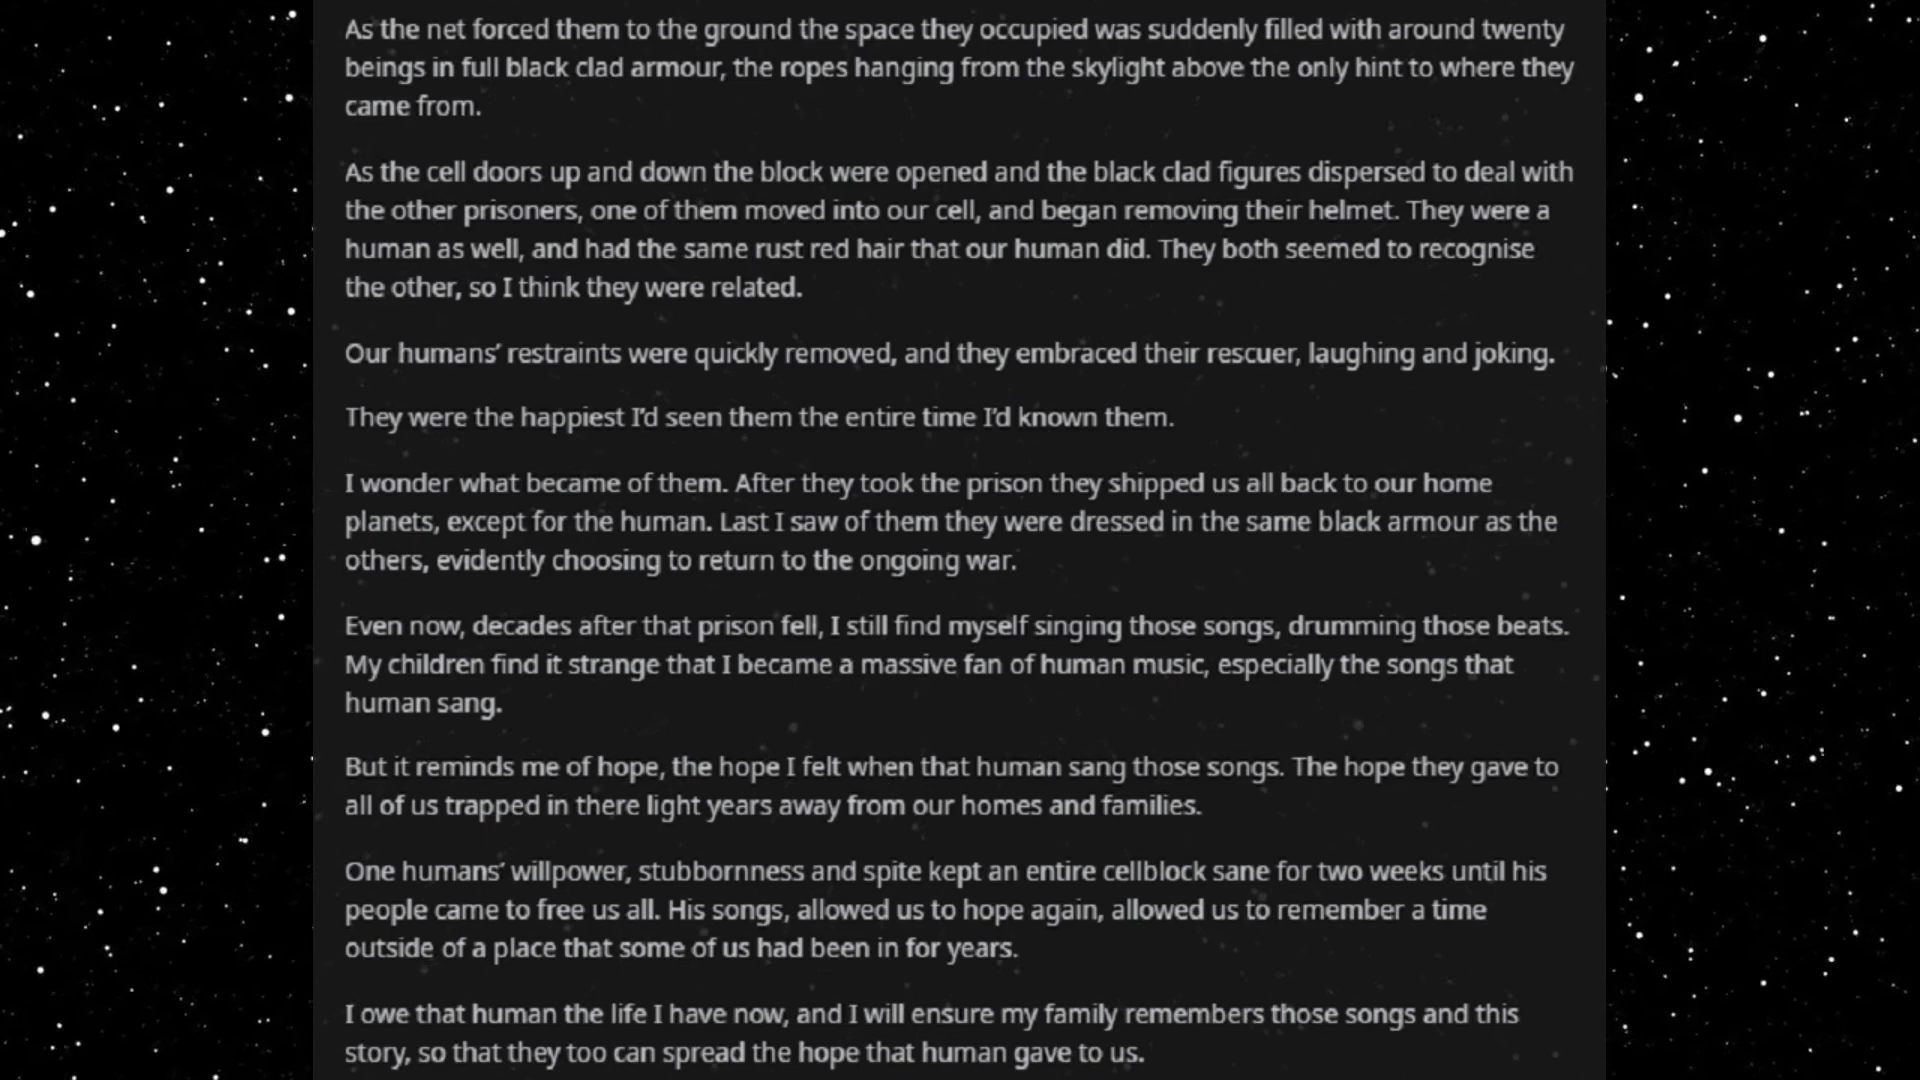 As the net forced them to the ground the space they occupied was suddenly filled with around twenty
beings in full black clad armour, the ropes hanging from the skylight above the only hint to where they
came from.
As the cell doors up and down the block were opened and the black clad figures dispersed to deal with
the other prisoners, one of them moved into our cell, and began removing their helmet. They were a
human as well, and had the same rust red hair that our human did. They both seemed to recognise
the other, so I think they were related.
Our humans’ restraints were quickly removed, and they embraced their rescuer, laughing and joking.
They were the happiest I’d seen them the entire time I’d known them.
I wonder what became of them. After they took the prison they shipped us all back to our home
planets, except for the human. Last I saw of them they were dressed in the same black armour as the
others, evidently choosing to return to the ongoing war.
Even now, decades after that prison fell, I still find myself singing those songs, drumming those beats.
My children find it strange that I became a massive fan of human music, especially the songs that
human sang.
But it reminds me of hope, the hope I felt when that human sang those songs. The hope they gave to
all of us trapped in there light years away from our homes and families.
One humans’ willpower, stubbornness and spite kept an entire cellblock sane for two weeks until his
people came to free us all. His songs, allowed us to hope again, allowed us to remember a time
outside of a place that some of us had been in for years.
I owe that human the life I have now, and I will ensure my family remembers those songs and this
story, so that they too can spread the hope that human gave to us.